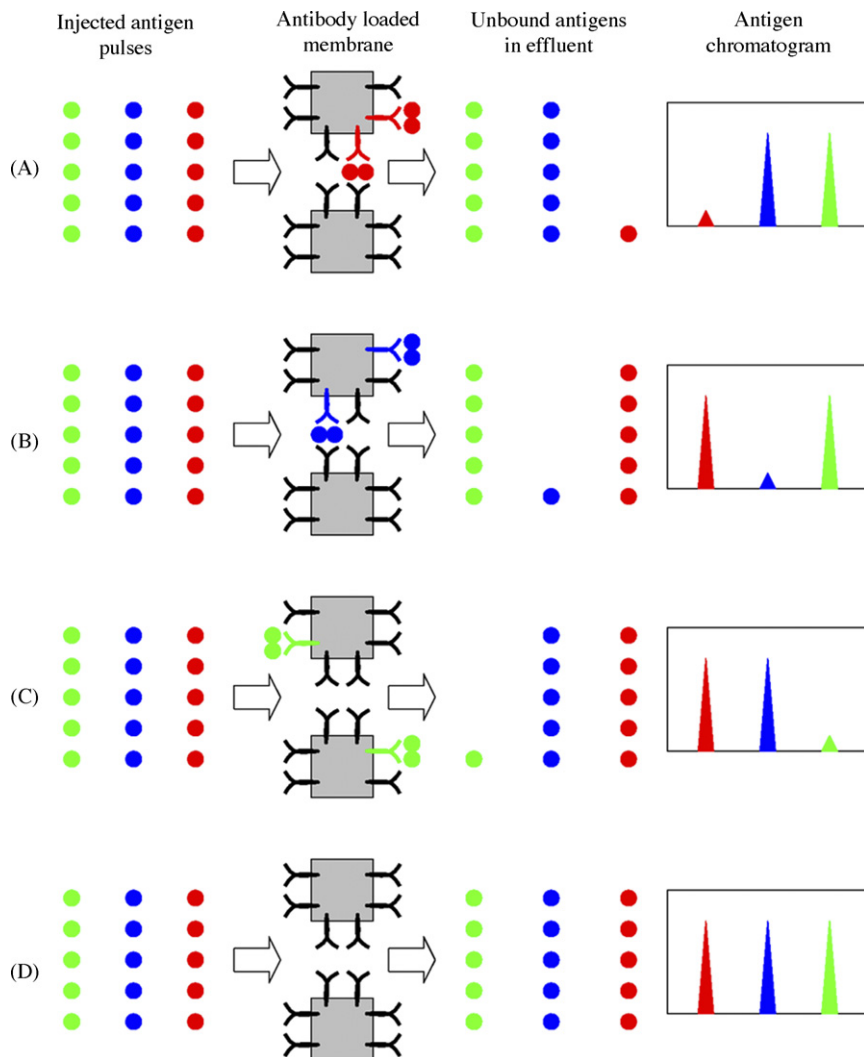 Injected antigen
pulses
Antibody loaded
membrane
Unbound antigens
in effluent
Antigen
chromatogram
(A)
(B)
(C)
(D)